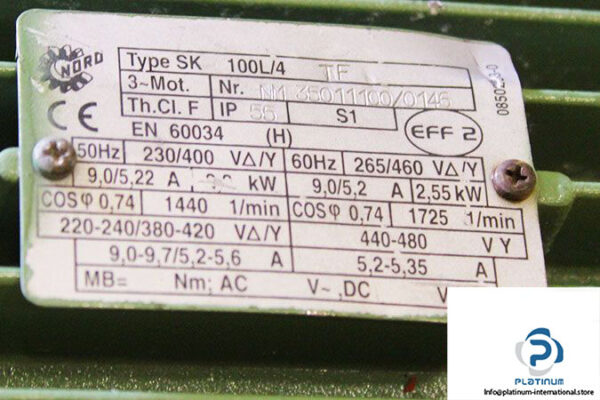 NORD
Type SK 100L/4 TF
3~Mot. Nr. NM 35011100/0146
Th.Cl. F IP 55 S1
EN 60034 (H) EFF 2
50Hz 230/400 VΔ/Y 60Hz 265/460 VΔ/Y
9,0/5,22 A kW 9,0/5,2 A 2,55 kW
COSφ 0,74 1440 1/min COSφ 0,74 1725 1/min
220-240/380-420 VΔ/Y 440-480 V Y
9,0-9,7/5,2-5,6 A 5,2-5,35 A
MB= Nm; AC V~,DC V
PLATINUM
Info@platinum-international.store